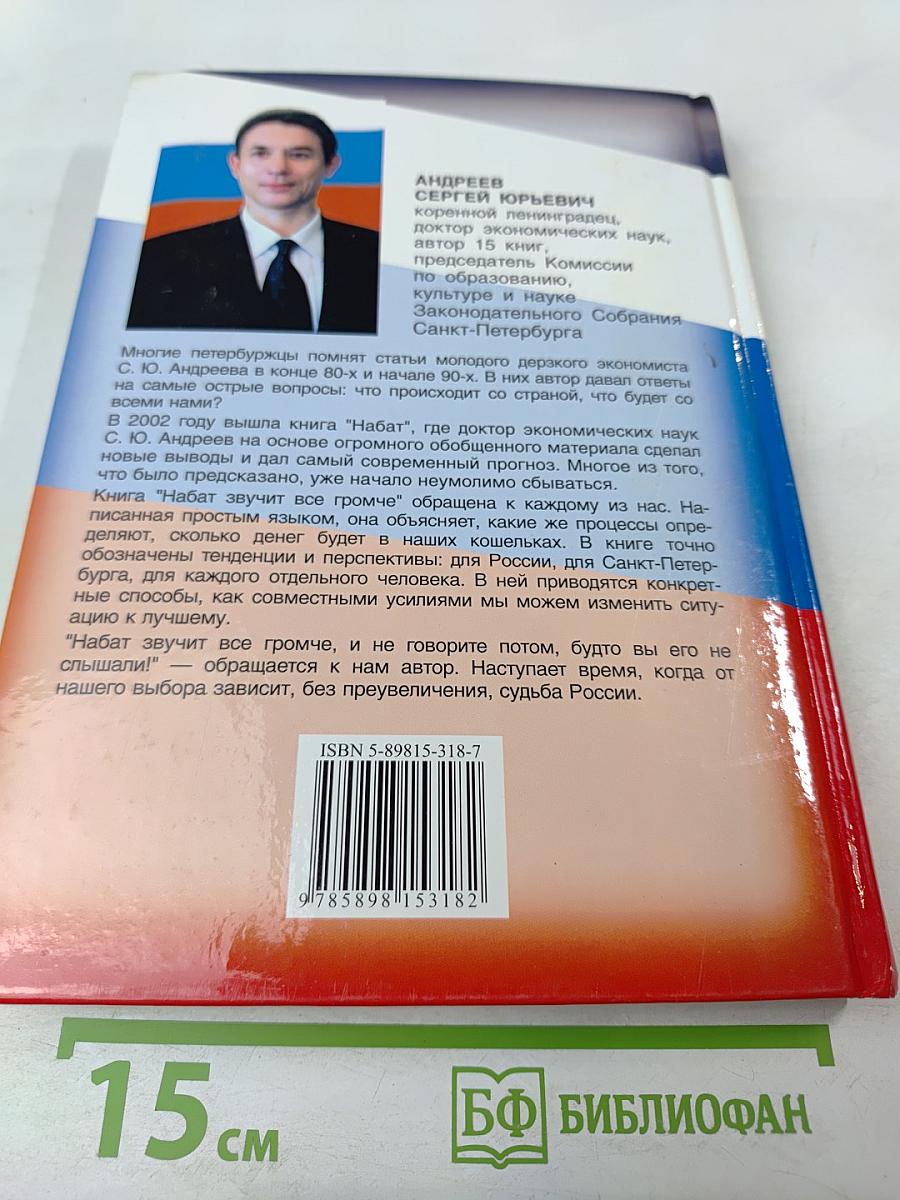 АНДРЕЕВ
СЕРГЕЙ ЮРЬЕВИЧ
коренной ленинградец,
доктор экономических наук,
автор 15 книг,
председатель Комиссии
по образованию,
культуре и науке
Законодательного Собрания
Санкт-Петербурга
Многие петербуржцы помнят статьи молодого дерзкого экономиста
С. Ю. Андреева в конце 80-х и начале 90-х. В них автор давал ответы
на самые острые вопросы: что происходит со страной, что будет со
всеми нами?
В 2002 году вышла книга "Набат", где доктор экономических наук
С. Ю. Андреев на основе огромного обобщенного материала сделал
новые выводы и дал самый современный прогноз. Многое из того,
что было предсказано, уже начало неумолимо сбываться.
Книга "Набат звучит все громче" обращена к каждому из нас. На-
писанная простым языком, она объясняет, какие же процессы опре-
деляют, сколько денег будет в наших кошельках. В книге точно
обозначены тенденции и перспективы: для России, для Санкт-Петер-
бурга, для каждого отдельного человека. В ней приводятся конкрет-
ные способы, как совместными усилиями мы можем изменить ситу-
ацию к лучшему.
"Набат звучит все громче, и не говорите потом, будто вы его не
слышали!" — обращается к нам автор. Наступает время, когда от
нашего выбора зависит, без преувеличения, судьба России.
ISBN 5-89815-318-7
9 785898 153182
15 см
БФ БИБЛИОФАН